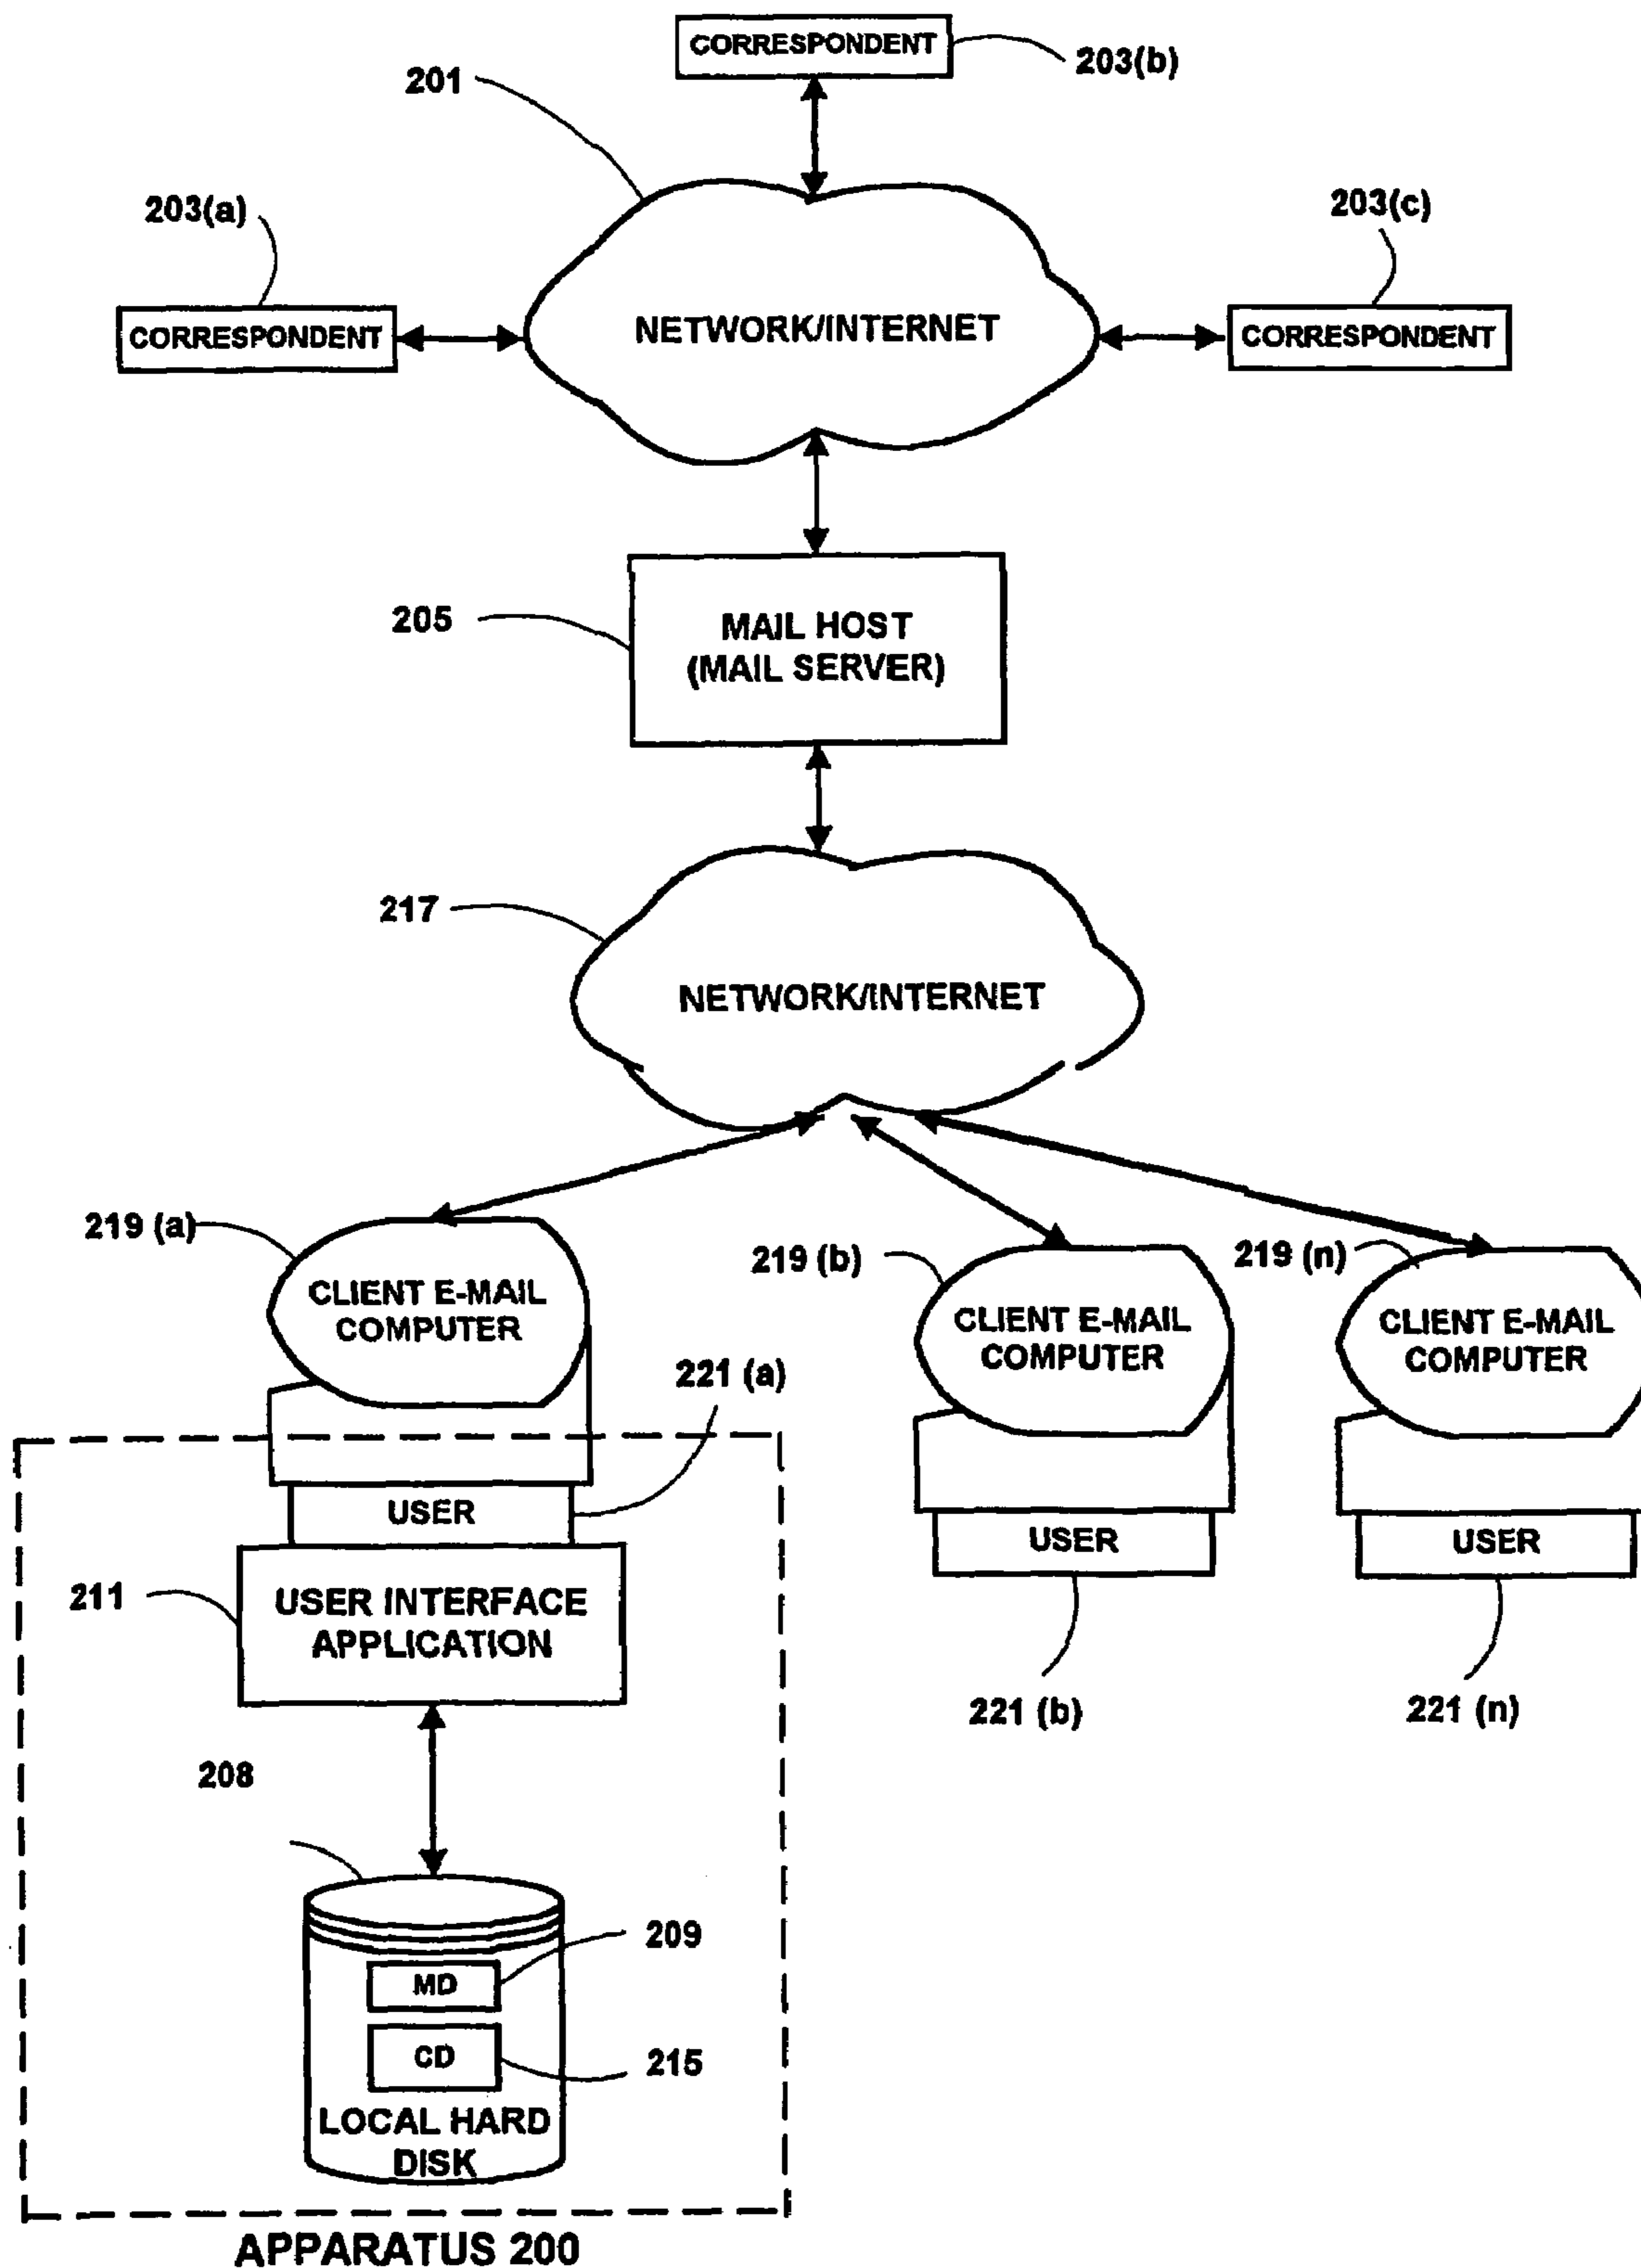 CORRESPONDENT
203(b)
201
203(a)
203(c)
CORRESPONDENT
NETWORK/INTERNET
CORRESPONDENT
205
MAIL HOST
(MAIL SERVER)
217
NETWORK/INTERNET
219 (a)
219 (b)
219 (n)
CLIENT E-MAIL
COMPUTER
CLIENT E-MAIL
COMPUTER
CLIENT E-MAIL
COMPUTER
221 (a)
USER
USER
USER
211
USER INTERFACE
APPLICATION
221 (b)
221 (n)
208
209
MD
CD
215
LOCAL HARD
DISK
APPARATUS 200